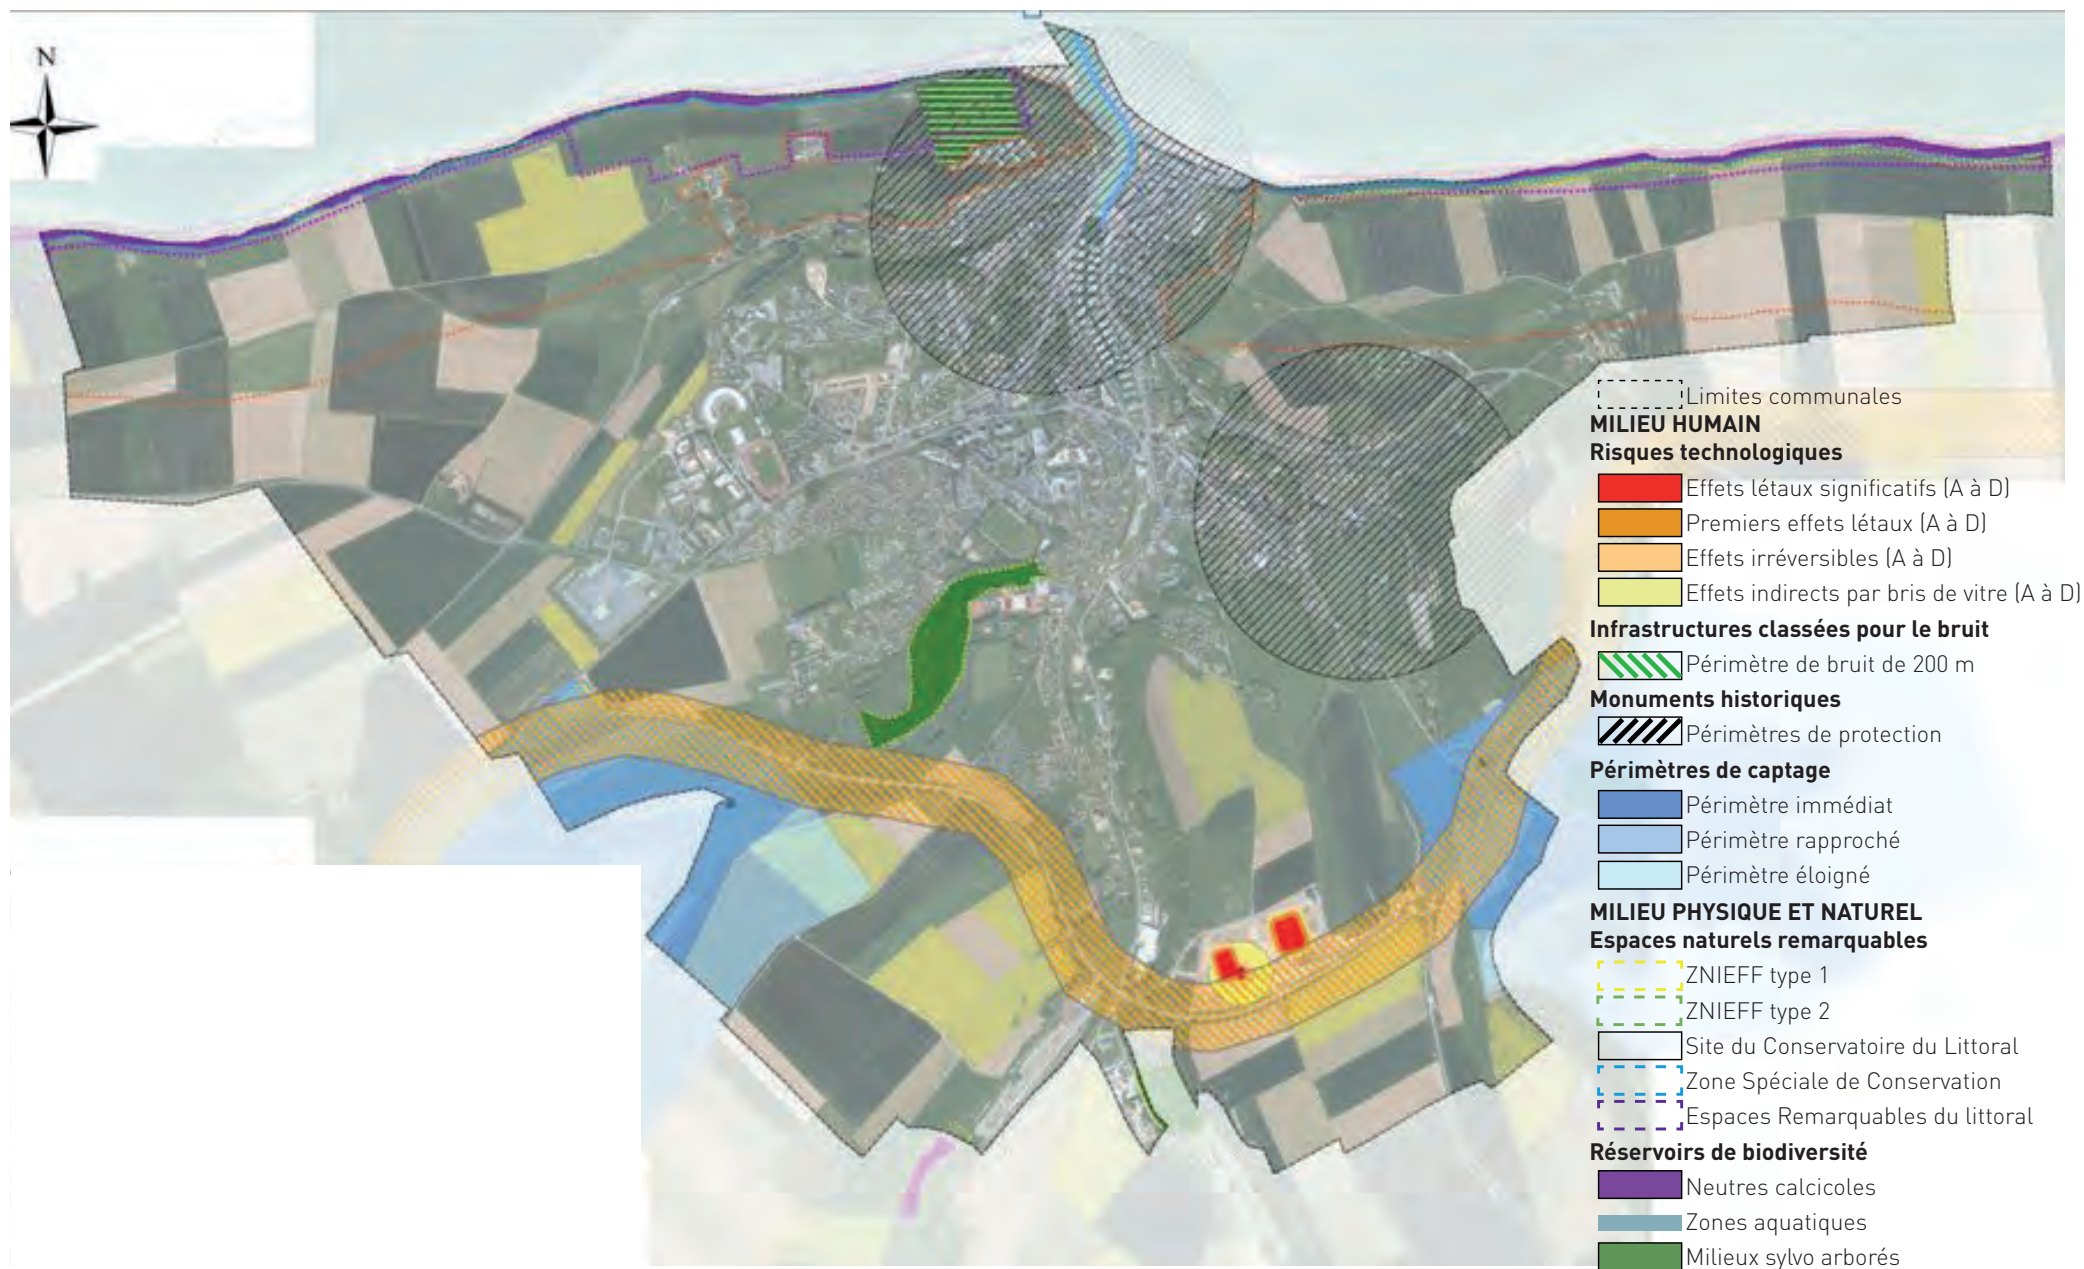 N
Limites communales
MILIEU HUMAIN
Risques technologiques
Effets létaux significatifs (A à D)
Premiers effets létaux (A à D)
Effets irréversibles (A à D)
Effets indirects par bris de vitre (A à D)
Infrastructures classées pour le bruit
Périmètre de bruit de 200 m
Monuments historiques
Périmètres de protection
Périmètres de captage
Périmètre immédiat
Périmètre rapproché
Périmètre éloigné
MILIEU PHYSIQUE ET NATUREL
Espaces naturels remarquables
ZNIEFF type 1
ZNIEFF type 2
Site du Conservatoire du Littoral
Zone Spéciale de Conservation
Espaces Remarquables du littoral
Réservoirs de biodiversité
Neutres calcicoles
Zones aquatiques
Milieux sylvo arborés